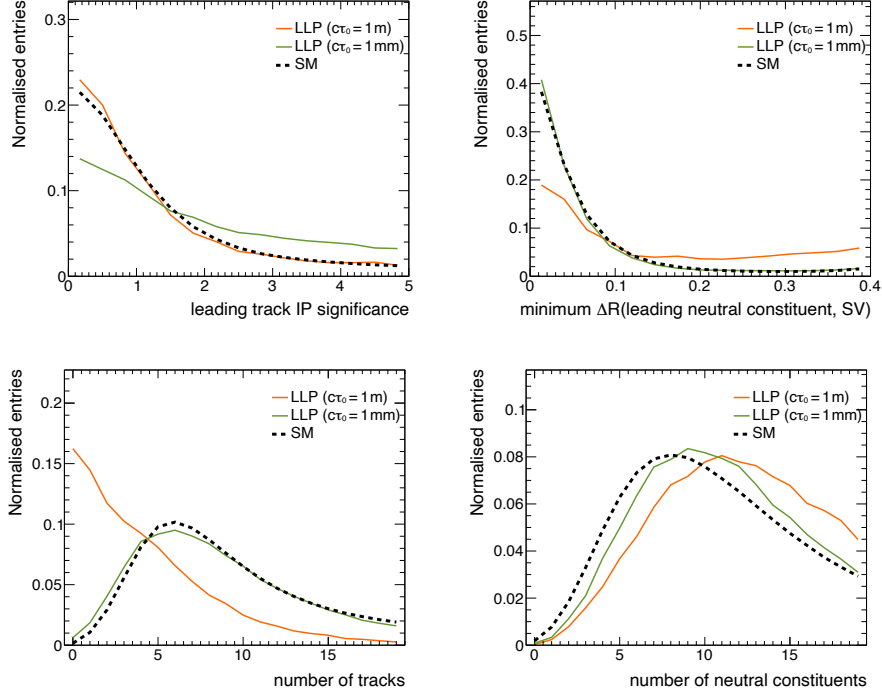 Normalised entries
LLP (cτ₀ = 1 m)
LLP (cτ₀ = 1 mm)
SM
0.3
0.2
0.1
0
0 1 2 3 4 5
leading track IP significance
Normalised entries
LLP (cτ₀ = 1 m)
LLP (cτ₀ = 1 mm)
SM
0.5
0.4
0.3
0.2
0.1
0
0 0.1 0.2 0.3 0.4
minimum ΔR(leading neutral constituent, SV)
Normalised entries
LLP (cτ₀ = 1 m)
LLP (cτ₀ = 1 mm)
SM
0.2
0.15
0.1
0.05
0
0 5 10 15
number of tracks
Normalised entries
LLP (cτ₀ = 1 m)
LLP (cτ₀ = 1 mm)
SM
0.1
0.08
0.06
0.04
0.02
0
0 5 10 15
number of neutral constituents